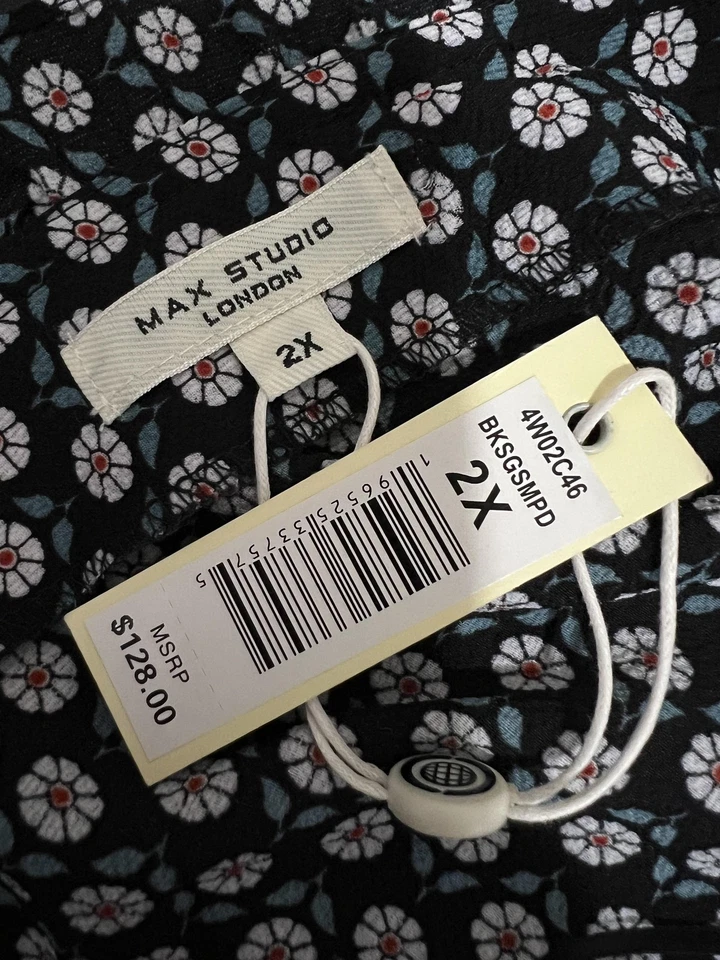 MAX STUDIO
LONDON
2X
4W02C46
BKSGSMPD
2X
1 96525 33757 5
MSRP
$128.00